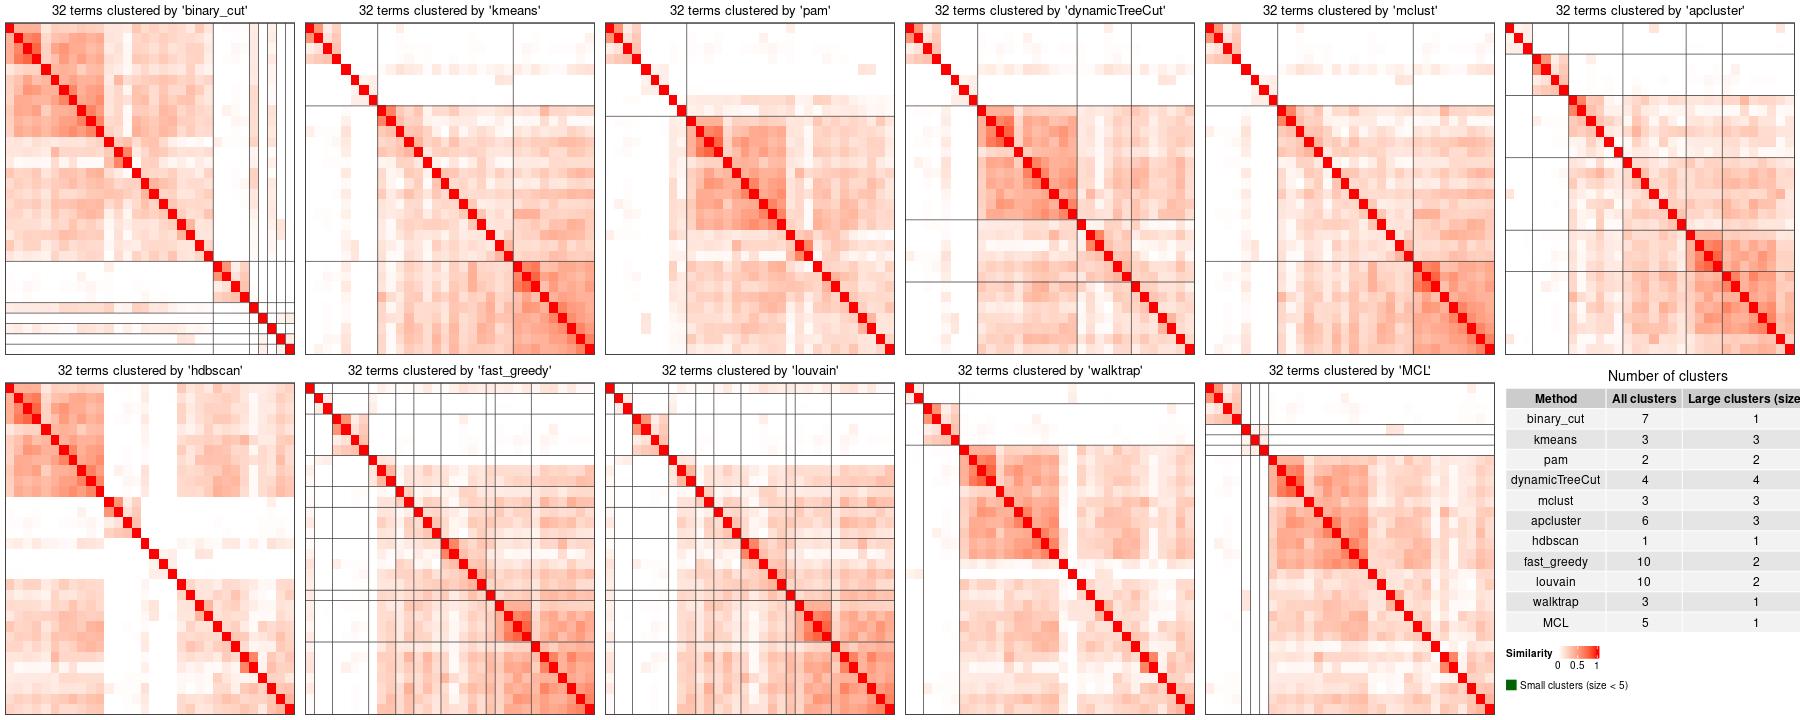 32 terms clustered by 'binary_cut'
32 terms clustered by 'kmeans'
32 terms clustered by 'pam'
32 terms clustered by 'dynamicTreeCut'
32 terms clustered by 'mclust'
32 terms clustered by 'apcluster'
32 terms clustered by 'hdbscan'
32 terms clustered by 'fast_greedy'
32 terms clustered by 'louvain'
32 terms clustered by 'walktrap'
32 terms clustered by 'MCL'
Number of clusters
Method All clusters Large clusters (size
binary_cut 7 1
kmeans 3 3
pam 2 2
dynamicTreeCut 4 4
mclust 3 3
apcluster 6 3
hdbscan 1 1
fast_greedy 10 2
louvain 10 2
walktrap 3 1
MCL 5 1
Similarity
0 0.5 1
Small clusters (size < 5)